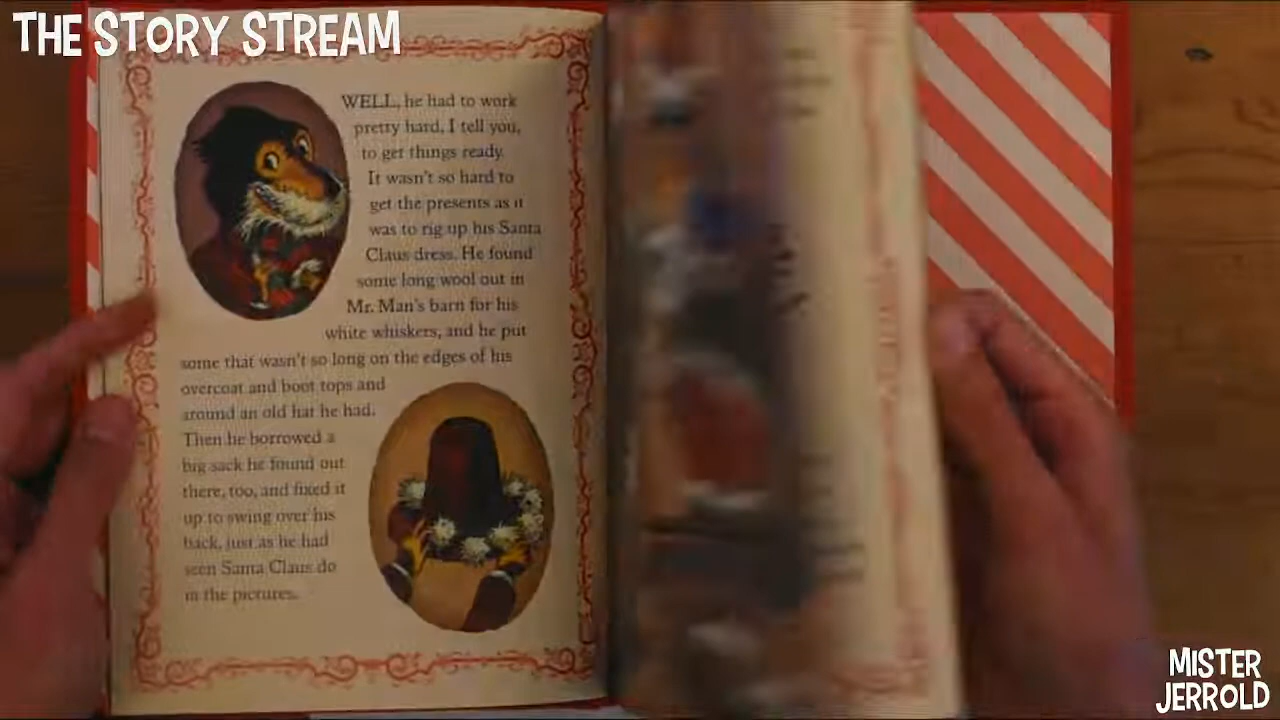 THE STORY STREAM
WELL, he had to work
pretty hard, I tell you,
to get things ready.
It wasn't so hard to
get the presents as it
was to rig up his Santa
Claus dress. He found
some long wool out in
Mr. Man's barn for his
white whiskers, and he put
some that wasn't so long on the edges of his
overcoat and boot tops and
around an old hat he had.
Then he borrowed a
big sack he found out
there, too, and fixed it
up to swing over his
back, just as he had
seen Santa Claus do
in the pictures.
MISTER
JERROLD